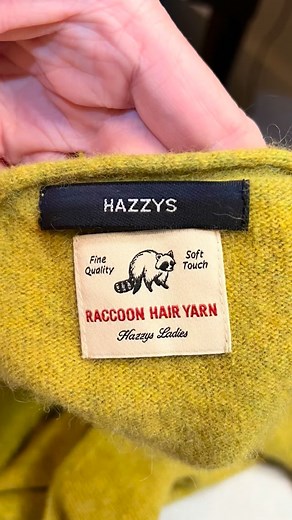 HAZZYS
Fine Quality
Soft Touch
RACCOON HAIR YARN
Hazzys Ladies